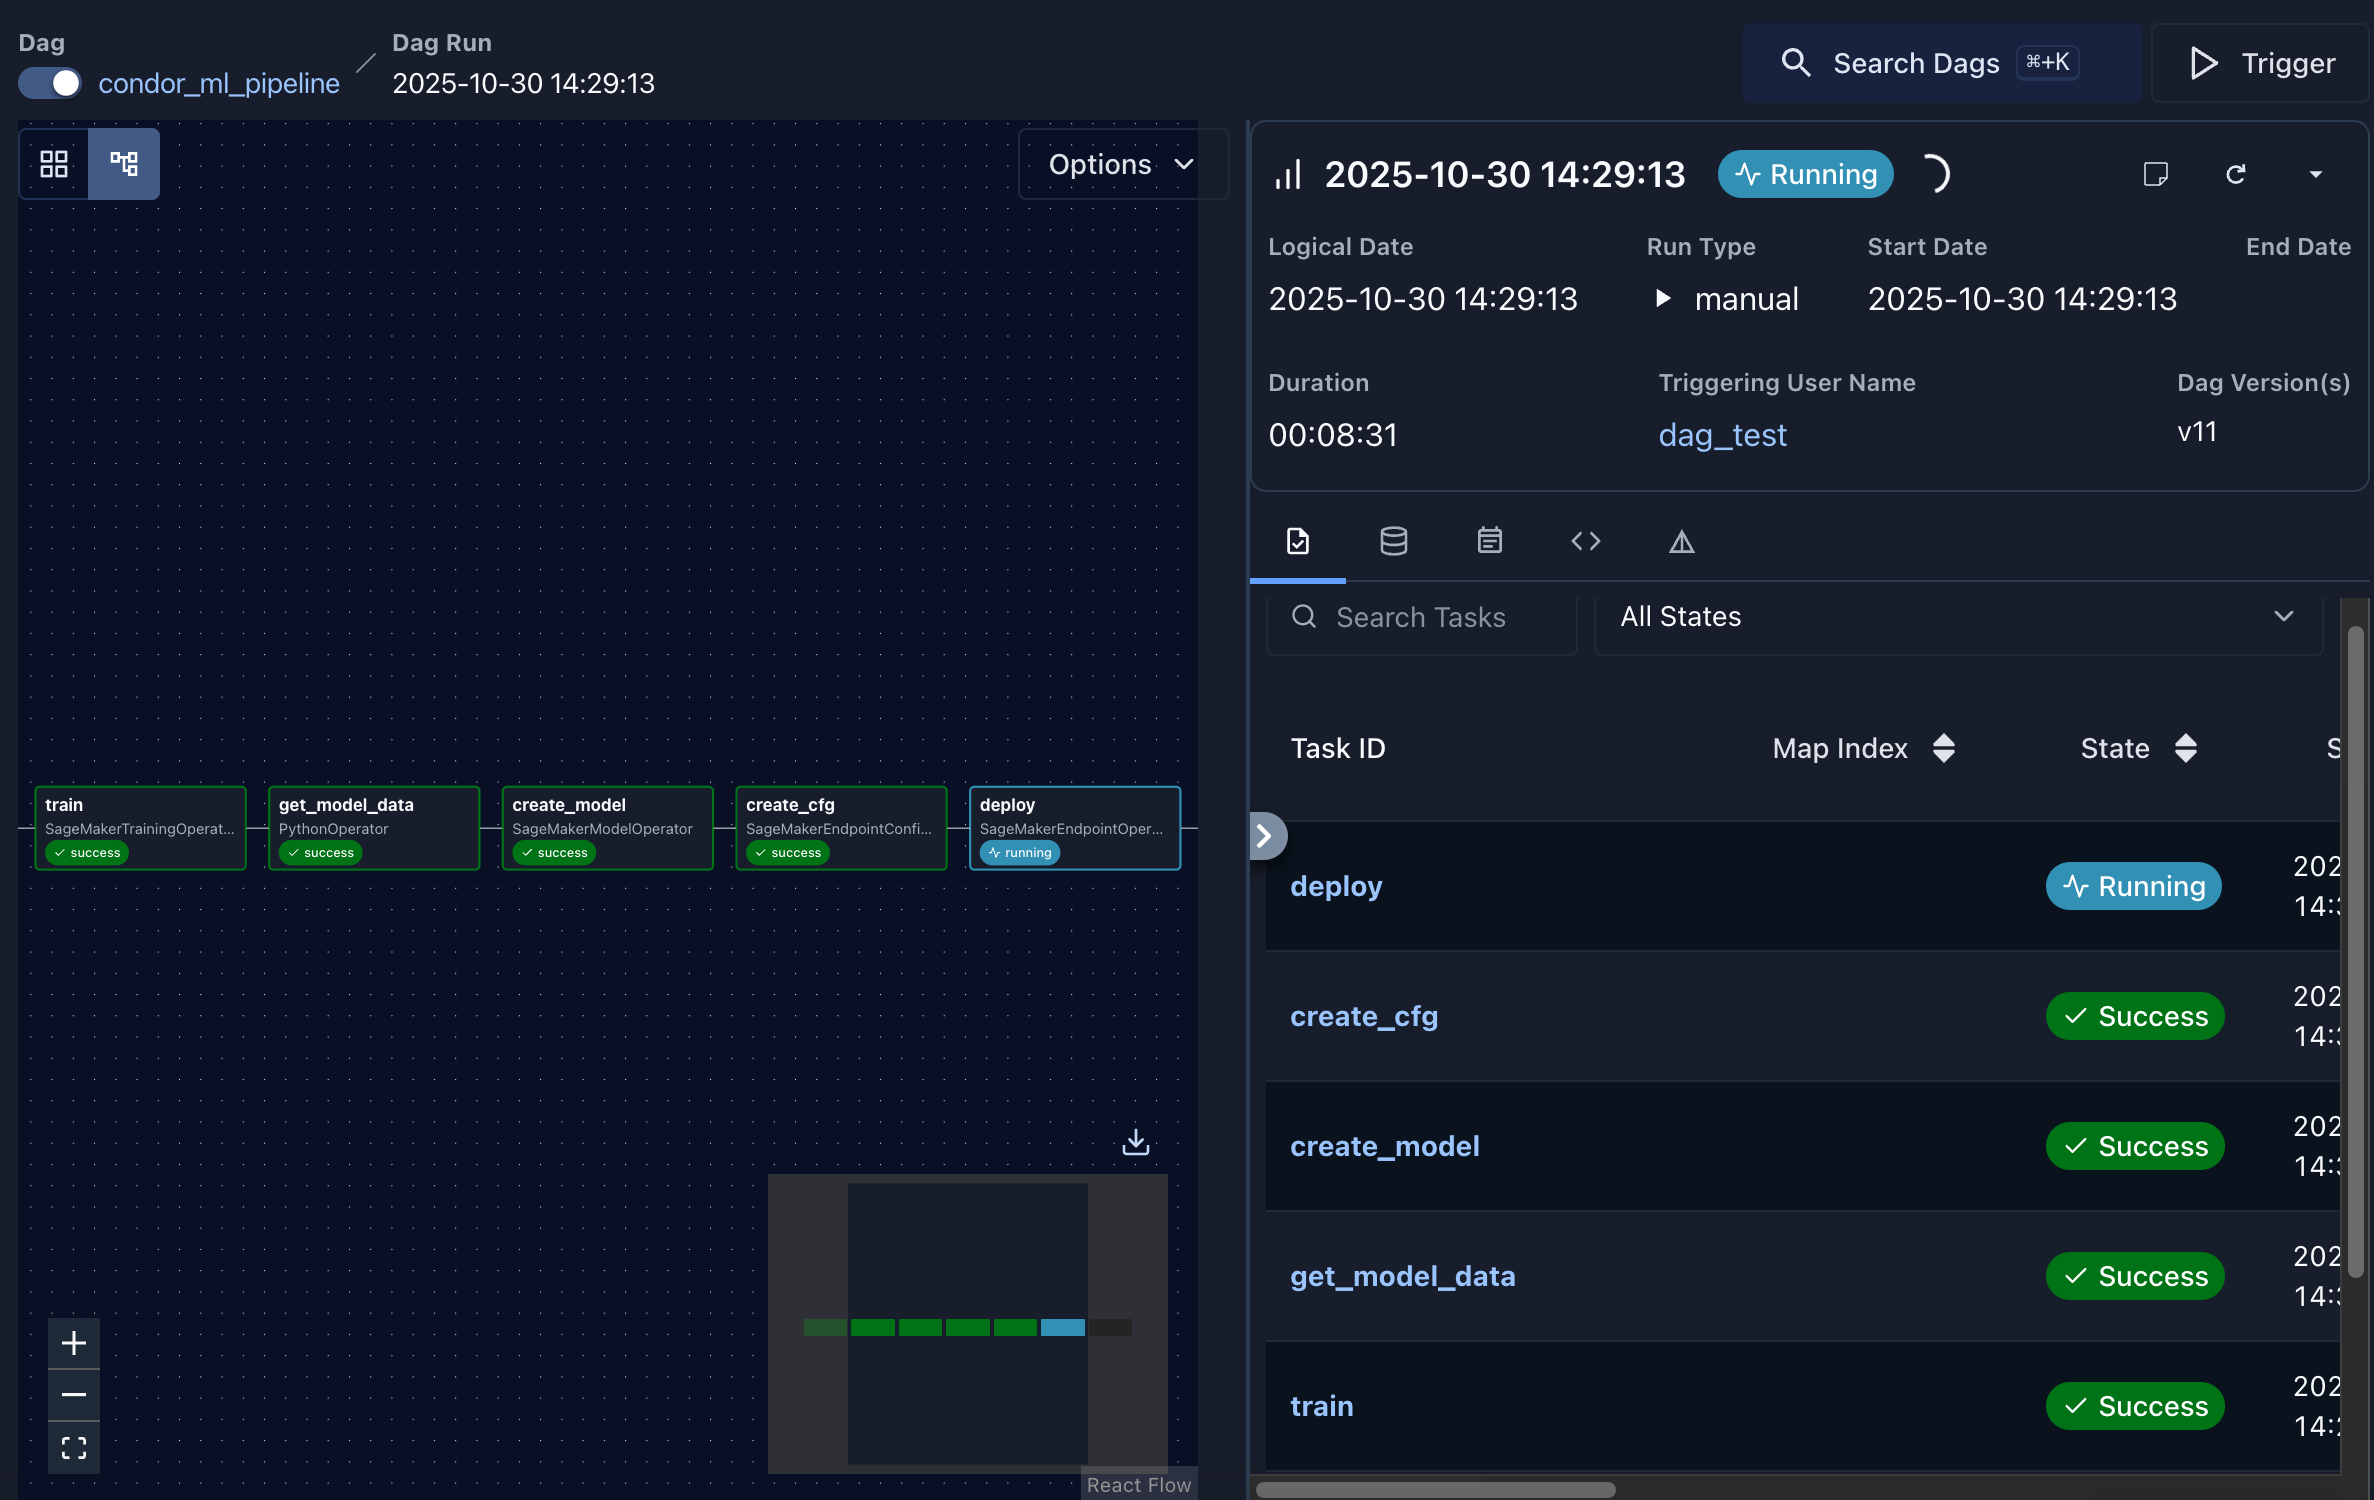 Dag
condor_ml_pipeline
Dag Run
2025-10-30 14:29:13
Search Dags ⌘+K
Trigger
Options
2025-10-30 14:29:13 Running
Logical Date Run Type Start Date End Date
2025-10-30 14:29:13 manual 2025-10-30 14:29:13
Duration Triggering User Name Dag Version(s)
00:08:31 dag_test v11
Search Tasks All States
Task ID Map Index State S
deploy Running 202
14:
create_cfg Success 202
14:
create_model Success 202
14:
get_model_data Success 202
14:
train Success 202
14:
train
SageMakerTrainingOperat...
success
get_model_data
PythonOperator
success
create_model
SageMakerModelOperator
success
create_cfg
SageMakerEndpointConfi...
success
deploy
SageMakerEndpointOper...
running
React Flow